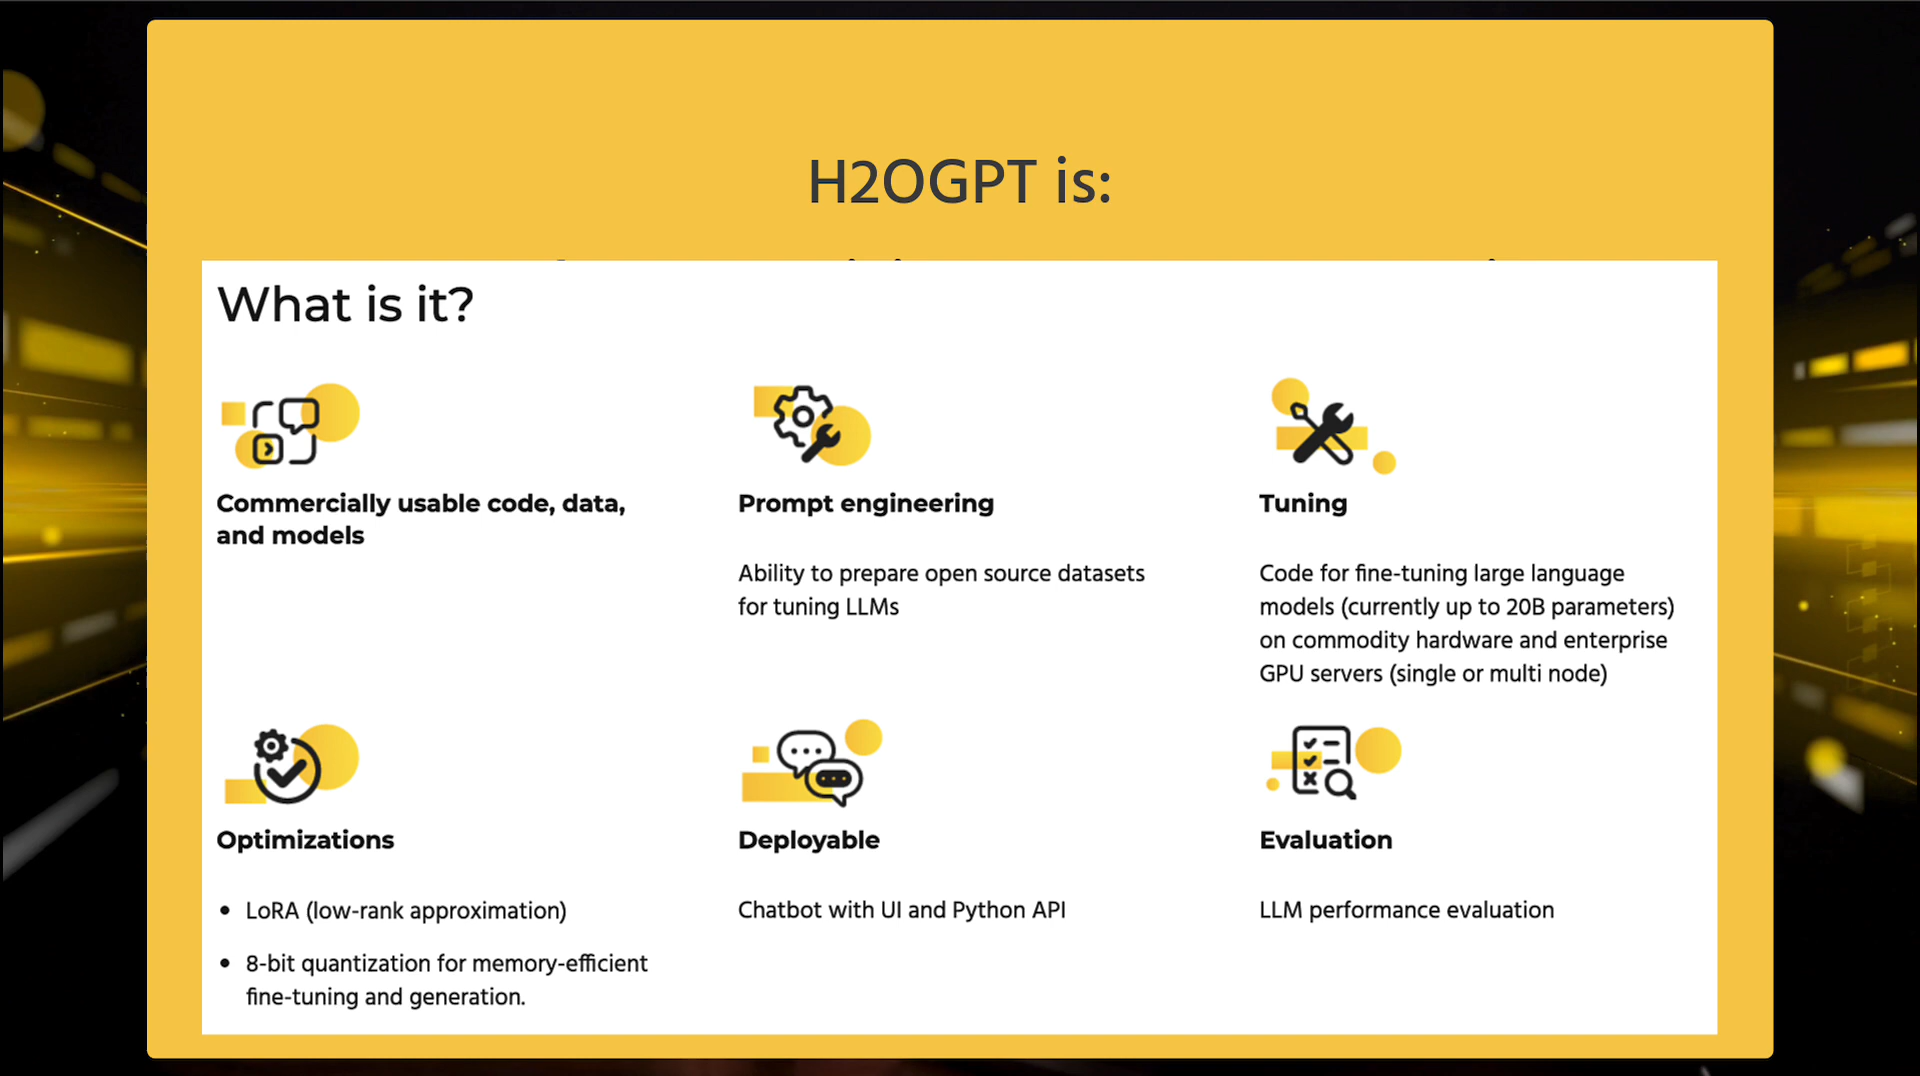 H2OGPT is:
What is it?
Commercially usable code, data,
and models
Prompt engineering
Ability to prepare open source datasets
for tuning LLMs
Tuning
Code for fine-tuning large language
models (currently up to 20B parameters)
on commodity hardware and enterprise
GPU servers (single or multi node)
Optimizations
• LoRA (low-rank approximation)
• 8-bit quantization for memory-efficient
fine-tuning and generation.
Deployable
Chatbot with UI and Python API
Evaluation
LLM performance evaluation